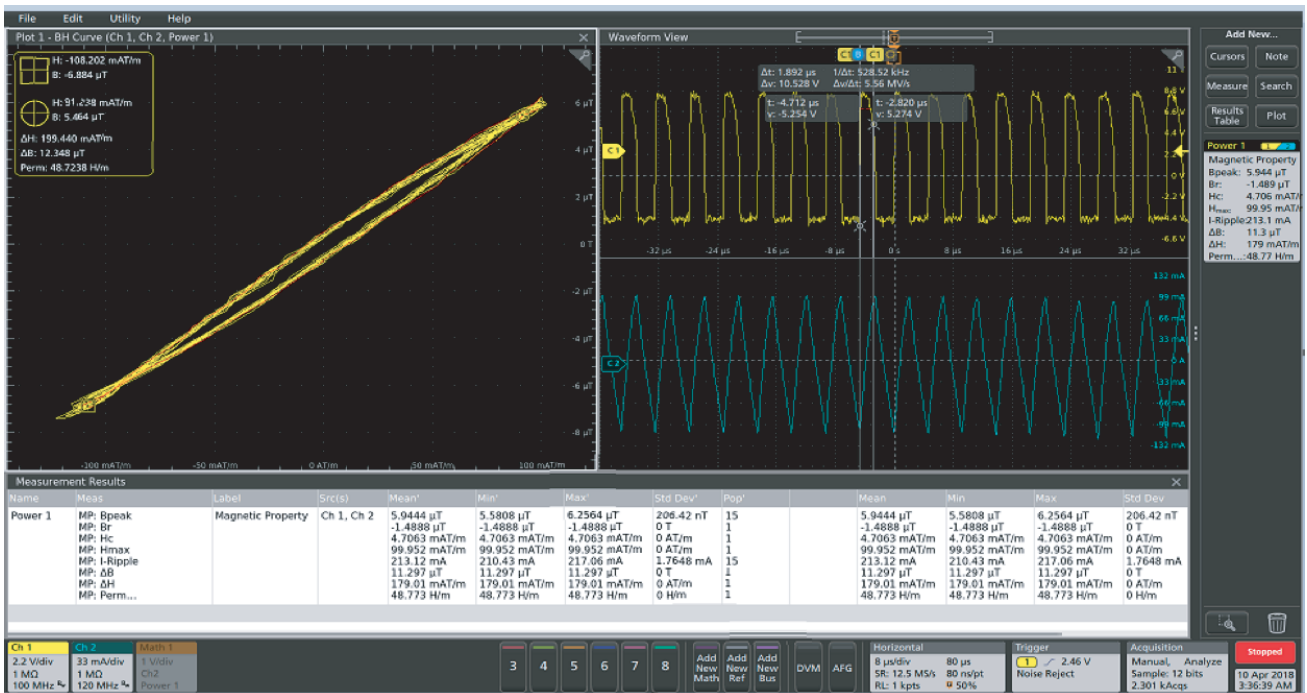 File Edit Utility Help
Plot 1 - BH Curve (Ch 1, Ch 2, Power 1)
H: -108.202 mAT/m
B: -6.884 µT
H: 91.238 mAT/m
B: 5.464 µT
ΔH: 199.440 mAT/m
ΔB: 12.348 µT
Perm: 48.7238 H/m
6 µT
4 µT
2 µT
0 T
-2 µT
-4 µT
-6 µT
-8 µT
-100 mAT/m -50 mAT/m 0 AT/m 50 mAT/m 100 mAT/m
Waveform View
C1 B C1
Δt: 1.892 µs 1/Δt: 528.52 kHz
Δv: 10.528 V Δv/Δt: 5.56 MV/s
t: -4.712 µs t: -2.820 µs
v: -5.254 V v: 5.274 V
11 V
8.8 V
6.6 V
4.4 V
2.2 V
0 V
-2.2 V
-4.4 V
-6.6 V
C 1
-32 µs -24 µs -16 µs -8 µs 0 s 8 µs 16 µs 24 µs 32 µs
132 mA
99 mA
66 mA
33 mA
0 A
-33 mA
-66 mA
-99 mA
-132 mA
C 2
Add New...
Cursors Note
Measure Search
Results Table Plot
Power 1 1 2
Magnetic Property
Bpeak: 5.944 µT
Br: -1.489 µT
Hc: 4.706 mAT/
Hmax: 99.95 mAT/
I-Ripple:213.1 mA
ΔB: 11.3 µT
ΔH: 179 mAT/m
Perm...:48.77 H/m
Measurement Results
Name Meas Label Src(s) Mean' Min' Max' Std Dev' Pop' Mean Min Max Std Dev
Power 1 MP: Bpeak Magnetic Property Ch 1, Ch 2 5.9444 µT 5.5808 µT 6.2564 µT 206.42 nT 15 5.9444 µT 5.5808 µT 6.2564 µT 206.42 nT
MP: Br -1.4888 µT -1.4888 µT -1.4888 µT 0 T 1 -1.4888 µT -1.4888 µT -1.4888 µT 0 T
MP: Hc 4.7063 mAT/m 4.7063 mAT/m 4.7063 mAT/m 0 AT/m 1 4.7063 mAT/m 4.7063 mAT/m 4.7063 mAT/m 0 AT/m
MP: Hmax 99.952 mAT/m 99.952 mAT/m 99.952 mAT/m 0 AT/m 1 99.952 mAT/m 99.952 mAT/m 99.952 mAT/m 0 AT/m
MP: I-Ripple 213.12 mA 210.43 mA 217.06 mA 1.7648 mA 15 213.12 mA 210.43 mA 217.06 mA 1.7648 mA
MP: ΔB 11.297 µT 11.297 µT 11.297 µT 0 T 1 11.297 µT 11.297 µT 11.297 µT 0 T
MP: ΔH 179.01 mAT/m 179.01 mAT/m 179.01 mAT/m 0 AT/m 1 179.01 mAT/m 179.01 mAT/m 179.01 mAT/m 0 AT/m
MP: Perm... 48.773 H/m 48.773 H/m 48.773 H/m 0 H/m 1 48.773 H/m 48.773 H/m 48.773 H/m 0 H/m
Ch 1
2.2 V/div
1 MΩ
100 MHz
Ch 2
33 mA/div
1 MΩ
120 MHz
Math 1
1 V/div
Ch2
Power 1
3 4 5 6 7 8
Add New Math
Add New Ref
Add New Bus
DVM
AFG
Horizontal
8 µs/div 80 µs
SR: 12.5 MS/s 80 ns/pt
RL: 1 kpts 50%
Trigger
1 2.46 V
Noise Reject
Acquisition
Manual, Analyze
Sample: 12 bits
2.301 kAcqs
Stopped
10 Apr 2018
3:36:39 AM